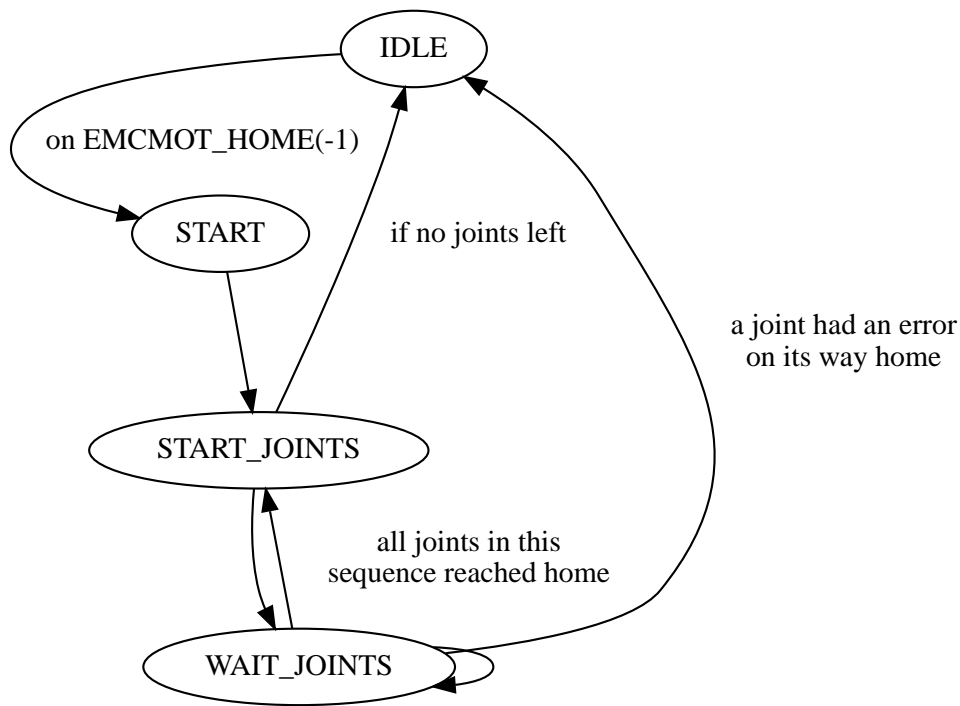 IDLE
on EMCMOT_HOME(-1)
START
if no joints left
a joint had an error
on its way home
START_JOINTS
all joints in this
sequence reached home
WAIT_JOINTS